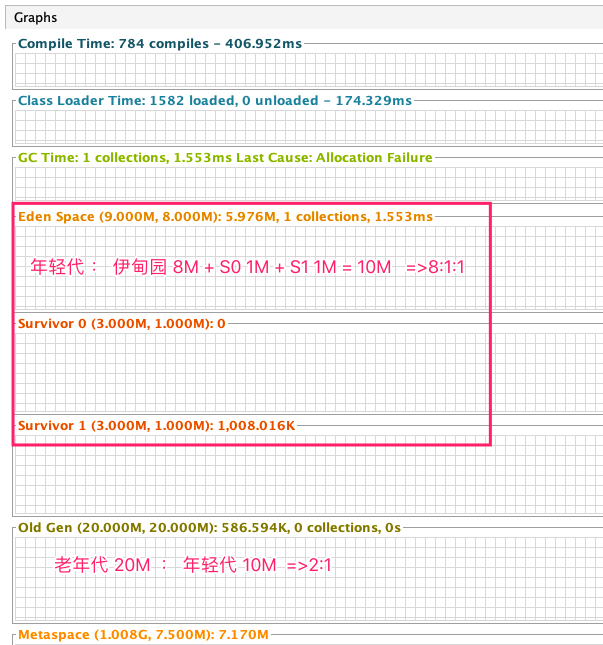 Graphs
Compile Time: 784 compiles – 406.952ms
Class Loader Time: 1582 loaded, 0 unloaded – 174.329ms
GC Time: 1 collections, 1.553ms Last Cause: Allocation Failure
Eden Space (9.000M, 8.000M): 5.976M, 1 collections, 1.553ms
年轻代： 伊甸园 8M + S0 1M + S1 1M = 10M =>8:1:1
Survivor 0 (3.000M, 1.000M): 0
Survivor 1 (3.000M, 1.000M): 1,008.016K
Old Gen (20.000M, 20.000M): 586.594K, 0 collections, 0s
老年代 20M ： 年轻代 10M =>2:1
Metaspace (1.008G, 7.500M): 7.170M